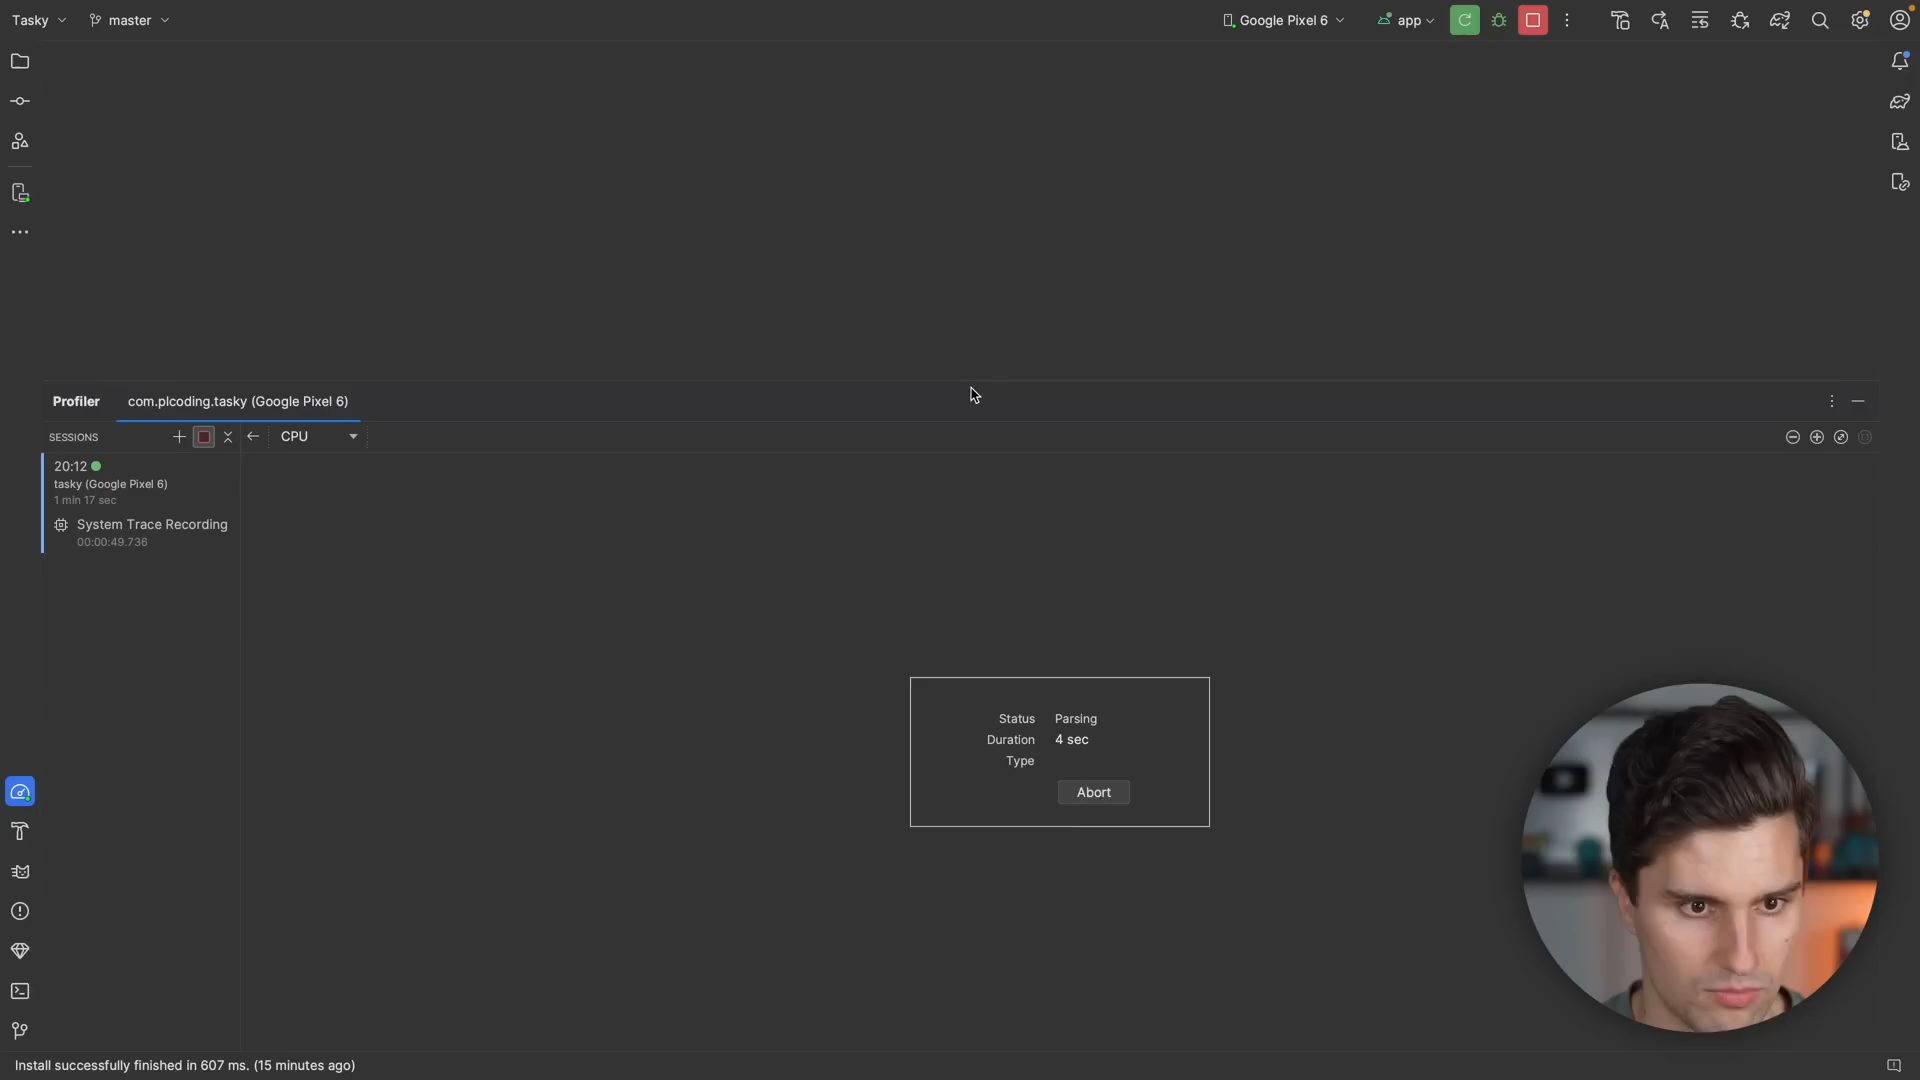 Tasky
master
Google Pixel 6
app
Profiler
com.plcoding.tasky (Google Pixel 6)
SESSIONS
CPU
20:12
tasky (Google Pixel 6)
1 min 17 sec
System Trace Recording
00:00:49.736
Status Parsing
Duration 4 sec
Type
Abort
Install successfully finished in 607 ms. (15 minutes ago)